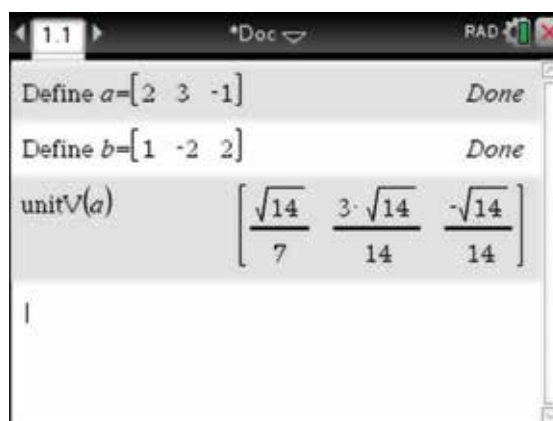 1.1 *Doc RAD
Define a=[2 3 -1] Done
Define b=[1 -2 2] Done
unitV(a) [√14/7 3·√14/14 -√14/14]